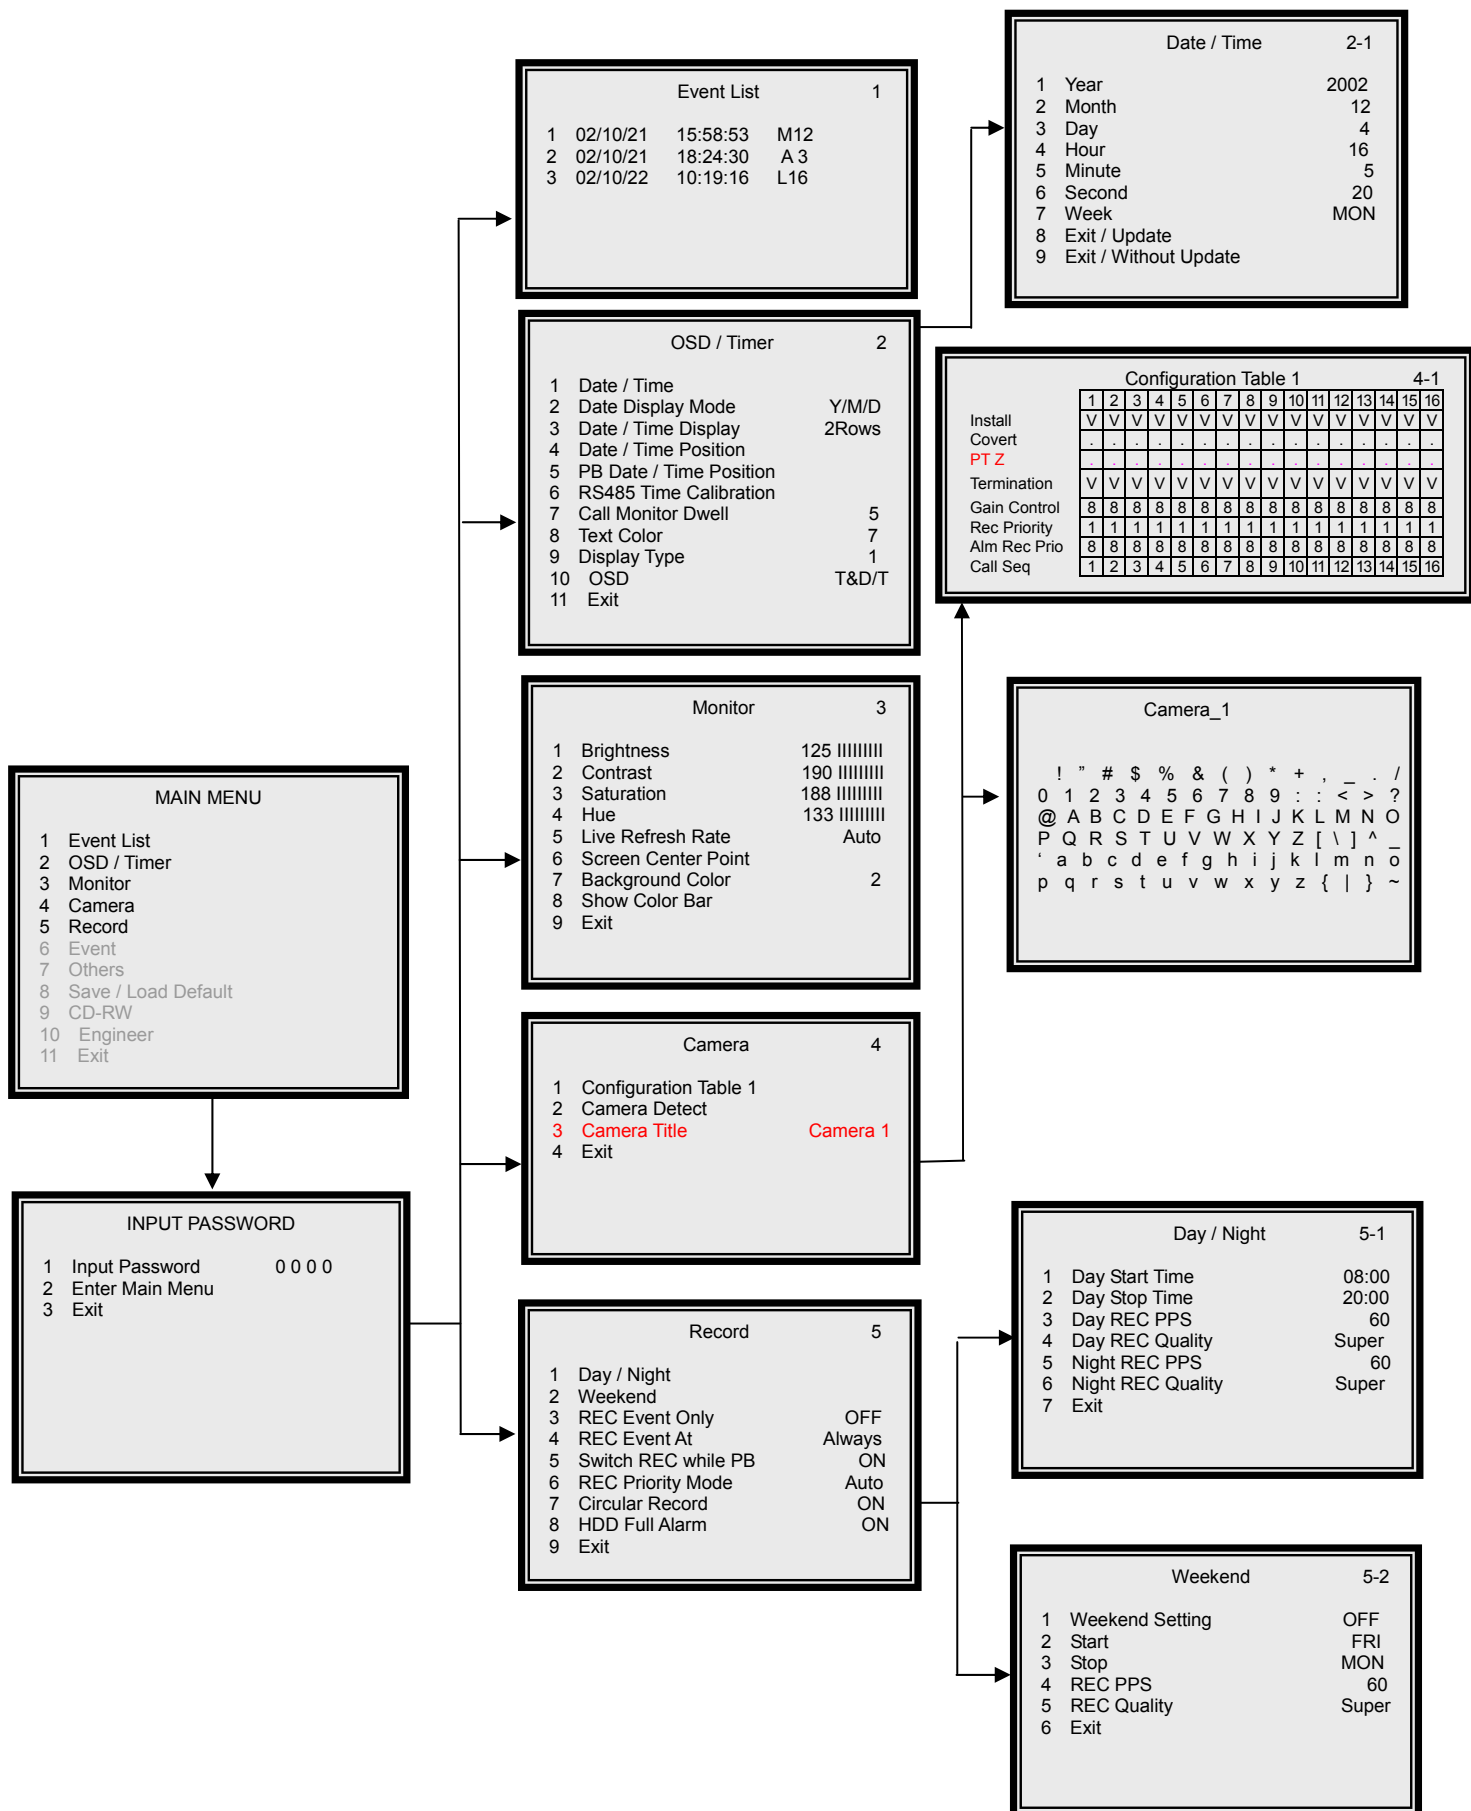 MAIN MENU
1 Event List
2 OSD / Timer
3 Monitor
4 Camera
5 Record
6 Event
7 Others
8 Save / Load Default
9 CD-RW
10 Engineer
11 Exit
INPUT PASSWORD
1 Input Password 0 0 0 0
2 Enter Main Menu
3 Exit
Event List 1
1 02/10/21 15:58:53 M12
2 02/10/21 18:24:30 A 3
3 02/10/22 10:19:16 L16
OSD / Timer 2
1 Date / Time
2 Date Display Mode Y/M/D
3 Date / Time Display 2Rows
4 Date / Time Position
5 PB Date / Time Position
6 RS485 Time Calibration
7 Call Monitor Dwell 5
8 Text Color 7
9 Display Type 1
10 OSD T&D/T
11 Exit
Monitor 3
1 Brightness 125 IIIIIIIII
2 Contrast 190 IIIIIIIII
3 Saturation 188 IIIIIIIII
4 Hue 133 IIIIIIIII
5 Live Refresh Rate Auto
6 Screen Center Point
7 Background Color 2
8 Show Color Bar
9 Exit
Camera 4
1 Configuration Table 1
2 Camera Detect
3 Camera Title Camera 1
4 Exit
Record 5
1 Day / Night
2 Weekend
3 REC Event Only OFF
4 REC Event At Always
5 Switch REC while PB ON
6 REC Priority Mode Auto
7 Circular Record ON
8 HDD Full Alarm ON
9 Exit
Date / Time 2-1
1 Year 2002
2 Month 12
3 Day 4
4 Hour 16
5 Minute 5
6 Second 20
7 Week MON
8 Exit / Update
9 Exit / Without Update
Configuration Table 1 4-1
1 2 3 4 5 6 7 8 9 10 11 12 13 14 15 16
Install V V V V V V V V V V V V V V V V
Covert . . . . . . . . . . . . . . . .
PT Z . . . . . . . . . . . . . . . .
Termination V V V V V V V V V V V V V V V V
Gain Control 8 8 8 8 8 8 8 8 8 8 8 8 8 8 8 8
Rec Priority 1 1 1 1 1 1 1 1 1 1 1 1 1 1 1 1
Alm Rec Prio 8 8 8 8 8 8 8 8 8 8 8 8 8 8 8 8
Call Seq 1 2 3 4 5 6 7 8 9 10 11 12 13 14 15 16
Camera_1
! ” # $ % & ( ) * + , _ . /
0 1 2 3 4 5 6 7 8 9 : : < > ?
@ A B C D E F G H I J K L M N O
P Q R S T U V W X Y Z [ \ ] ^ _
‘ a b c d e f g h i j k l m n o
p q r s t u v w x y z { | } ~
Day / Night 5-1
1 Day Start Time 08:00
2 Day Stop Time 20:00
3 Day REC PPS 60
4 Day REC Quality Super
5 Night REC PPS 60
6 Night REC Quality Super
7 Exit
Weekend 5-2
1 Weekend Setting OFF
2 Start FRI
3 Stop MON
4 REC PPS 60
5 REC Quality Super
6 Exit